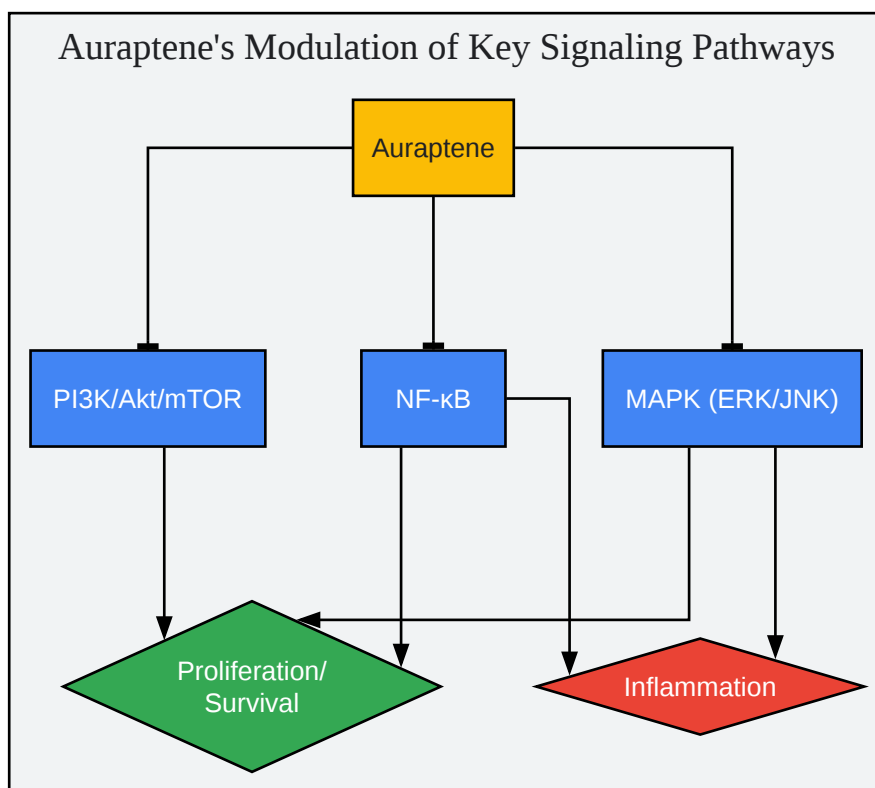 Auraptene's Modulation of Key Signaling Pathways
Auraptene
PI3K/Akt/mTOR
NF-κB
MAPK (ERK/JNK)
Proliferation/
Survival
Inflammation